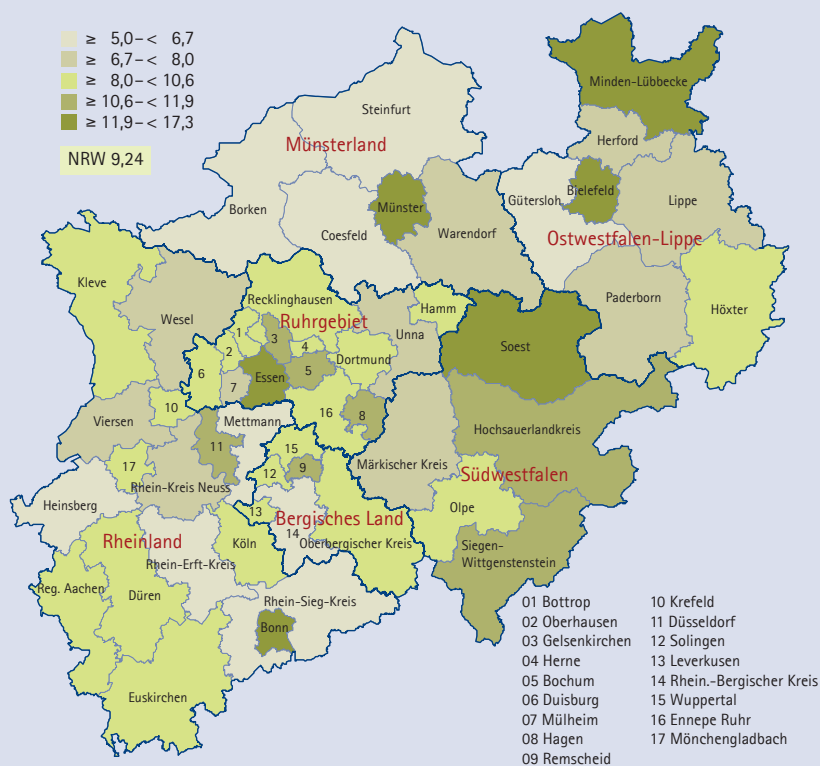 ≥ 5,0–< 6,7
≥ 6,7–< 8,0
≥ 8,0–< 10,6
≥ 10,6–< 11,9
≥ 11,9–< 17,3
NRW 9,24
Minden-Lübbecke
Steinfurt
Herford
Münsterland
Borken
Coesfeld
Münster
Warendorf
Gütersloh
Bielefeld
Lippe
Ostwestfalen-Lippe
Kleve
Wesel
Recklinghausen
Ruhrgebiet
Hamm
Unna
Paderborn
Höxter
1
3
2
4
Dortmund
Soest
6
7
Essen
5
10
16
8
Viersen
Mettmann
11
Hochsauerlandkreis
17
15
12
9
Märkischer Kreis
Südwestfalen
Rhein-Kreis Neuss
Heinsberg
13
Bergisches Land
Olpe
14
Oberbergischer Kreis
Rheinland
Köln
Rhein-Erft-Kreis
Siegen-
Wittgenstenstein
Reg. Aachen
Düren
Rhein-Sieg-Kreis
Bonn
Euskirchen
01 Bottrop
02 Oberhausen
03 Gelsenkirchen
04 Herne
05 Bochum
06 Duisburg
07 Mülheim
08 Hagen
09 Remscheid
10 Krefeld
11 Düsseldorf
12 Solingen
13 Leverkusen
14 Rhein.-Bergischer Kreis
15 Wuppertal
16 Ennepe Ruhr
17 Mönchengladbach